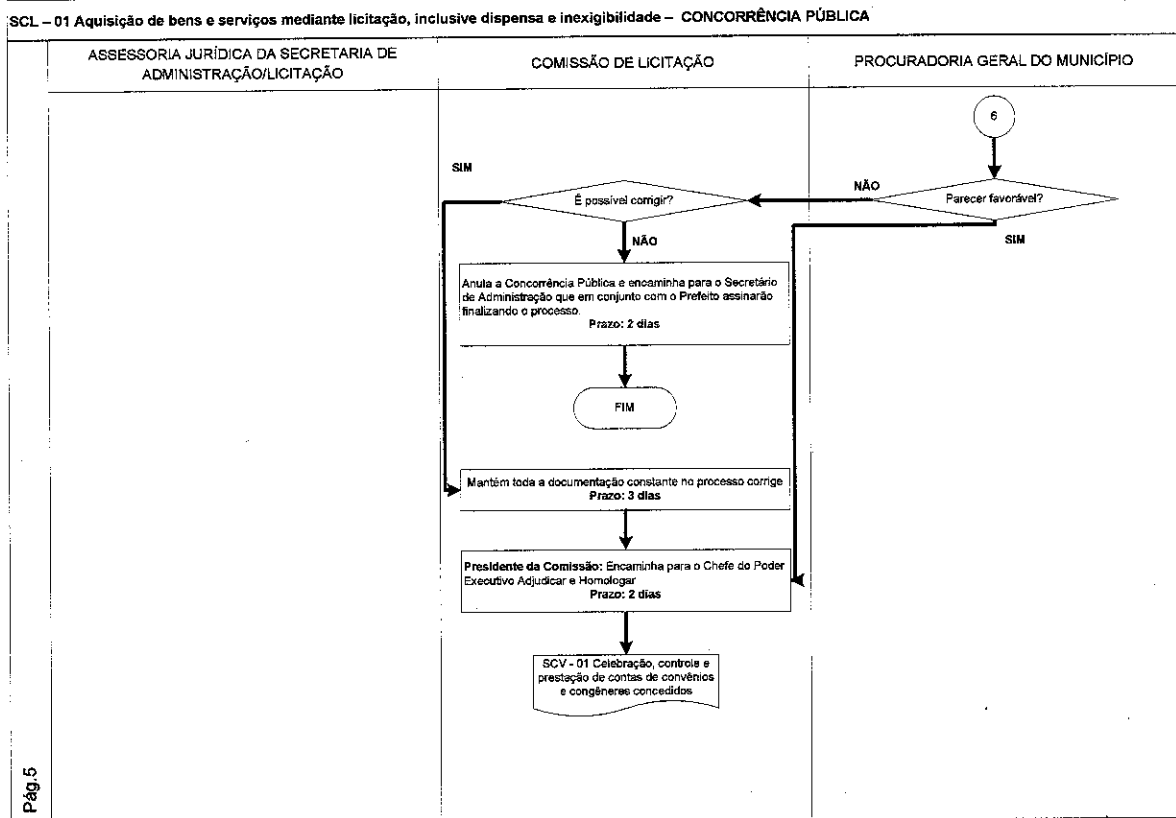 SCL – 01 Aquisição de bens e serviços mediante licitação, inclusive dispensa e inexigibilidade – CONCORRÊNCIA PÚBLICA
ASSESSORIA JURÍDICA DA SECRETARIA DE
ADMINISTRAÇÃO/LICITAÇÃO
COMISSÃO DE LICITAÇÃO
PROCURADORIA GERAL DO MUNICÍPIO
6
Parecer favorável?
NÃO
SIM
É possível corrigir?
SIM
NÃO
Anula a Concorrência Pública e encaminha para o Secretário
de Administração que em conjunto com o Prefeito assinarão
finalizando o processo.
Prazo: 2 dias
FIM
Mantém toda a documentação constante no processo corrige
Prazo: 3 dias
Presidente da Comissão: Encaminha para o Chefe do Poder
Executivo Adjudicar e Homologar
Prazo: 2 dias
SCV - 01 Celebração, controle e
prestação de contas de convênios
e congêneres concedidos
Pág.5